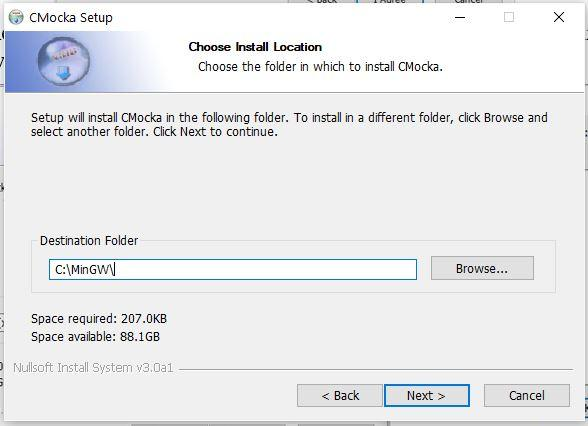 CMocka Setup
Choose Install Location
Choose the folder in which to install CMocka.
Setup will install CMocka in the following folder. To install in a different folder, click Browse and
select another folder. Click Next to continue.
Destination Folder
C:\MinGW\
Browse...
Space required: 207.0KB
Space available: 88.1GB
Nullsoft Install System v3.0a1
< Back
Next >
Cancel